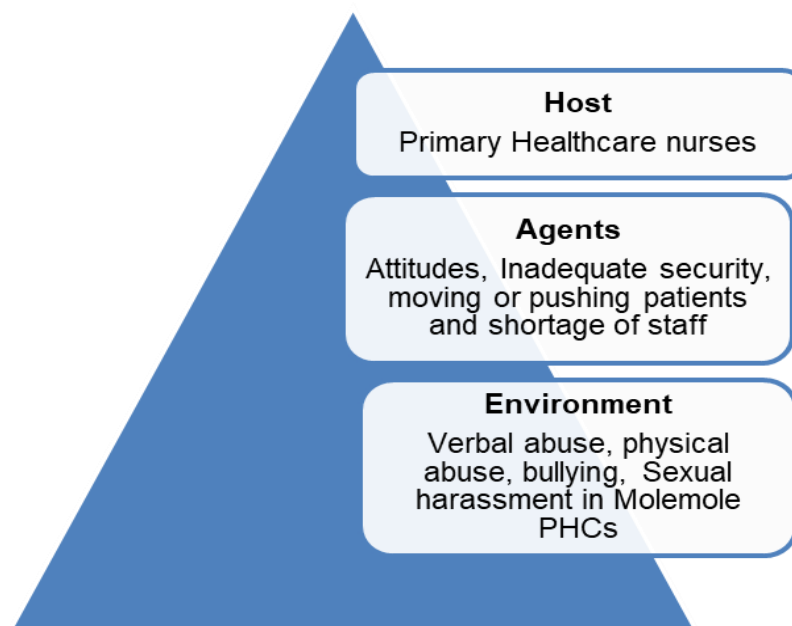 Host
Primary Healthcare nurses
Agents
Attitudes, Inadequate security,
moving or pushing patients
and shortage of staff
Environment
Verbal abuse, physical
abuse, bullying, Sexual
harassment in Molemole
PHCs